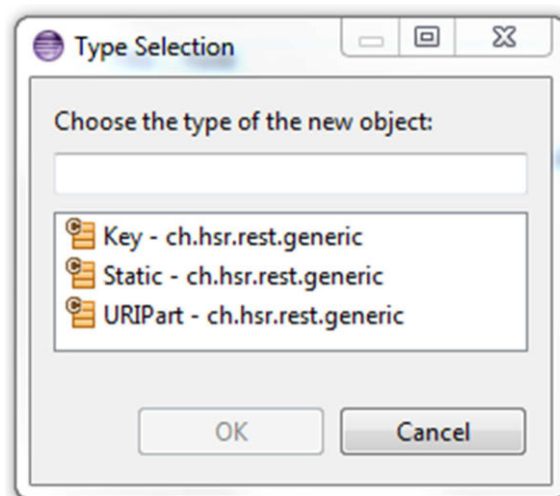 Type Selection
Choose the type of the new object:
Key - ch.hsr.rest.generic
Static - ch.hsr.rest.generic
URIPart - ch.hsr.rest.generic
OK Cancel